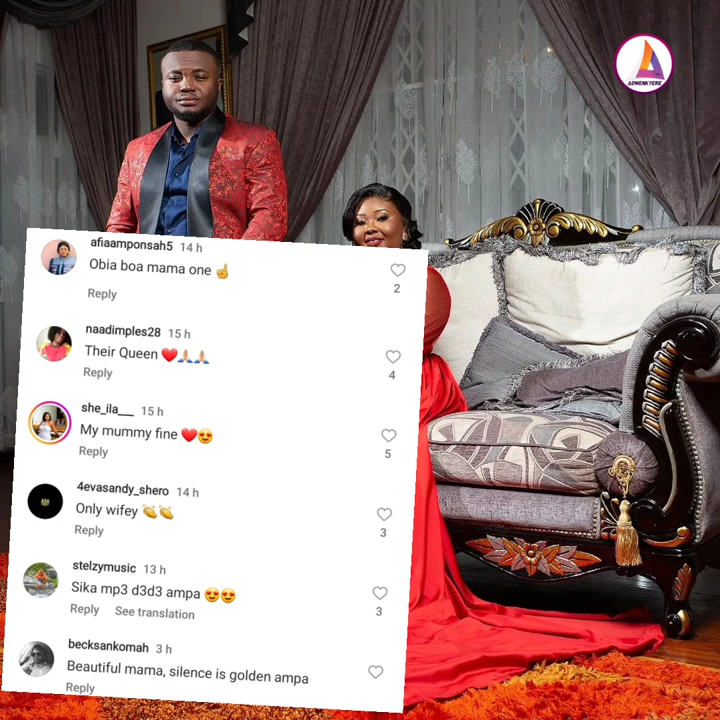 ADWENKYERE
afiaamponsah5 14 h
Obia boa mama one ☝
Reply
2
naadimples28 15 h
Their Queen ❤️🙏🙏
Reply
4
she_ila__ 15 h
My mummy fine ❤️😍
Reply
5
4evasandy_shero 14 h
Only wifey 👏👏
Reply
3
stelzymusic 13 h
Sika mp3 d3d3 ampa 😍😍
Reply See translation
3
becksankomah 3 h
Beautiful mama, silence is golden ampa
Reply